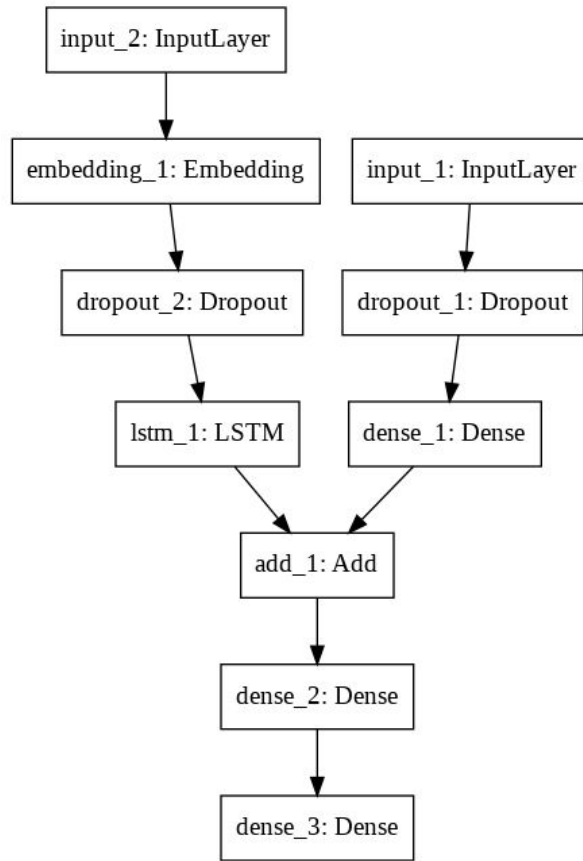 input_2: InputLayer
embedding_1: Embedding
input_1: InputLayer
dropout_2: Dropout
dropout_1: Dropout
lstm_1: LSTM
dense_1: Dense
add_1: Add
dense_2: Dense
dense_3: Dense